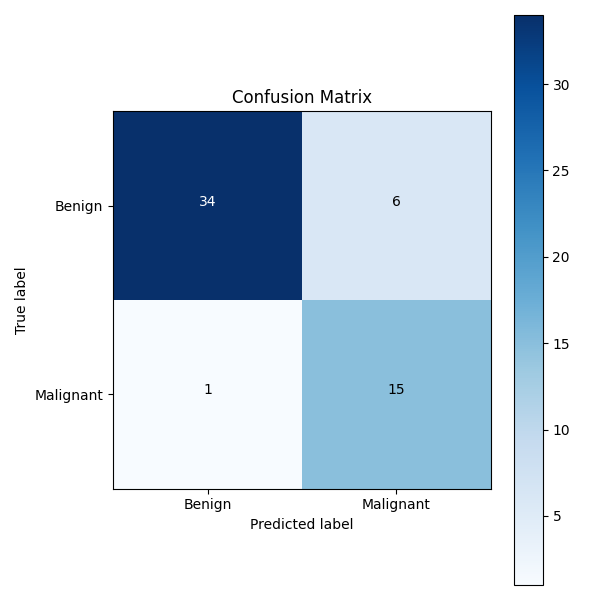 Confusion Matrix
True label
Benign
34
6
Malignant
1
15
Benign Malignant
Predicted label
30
25
20
15
10
5